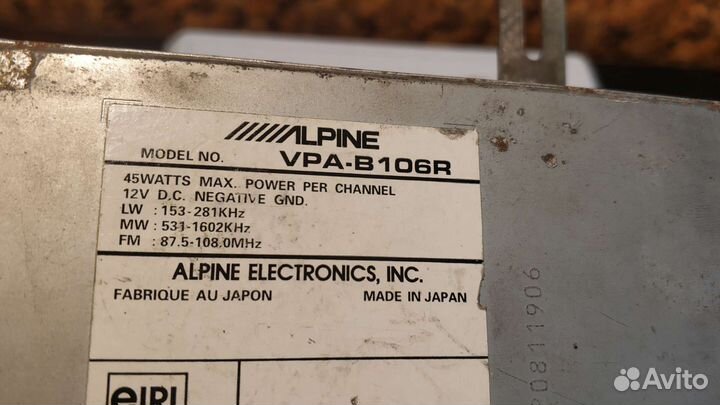 /////ALPINE
MODEL NO. VPA-B106R
45WATTS MAX. POWER PER CHANNEL
12V D.C. NEGATIVE GND.
LW : 153-281KHz
MW : 531-1602KHz
FM : 87.5-108.0MHz
ALPINE ELECTRONICS, INC.
FABRIQUE AU JAPON MADE IN JAPAN
Avito